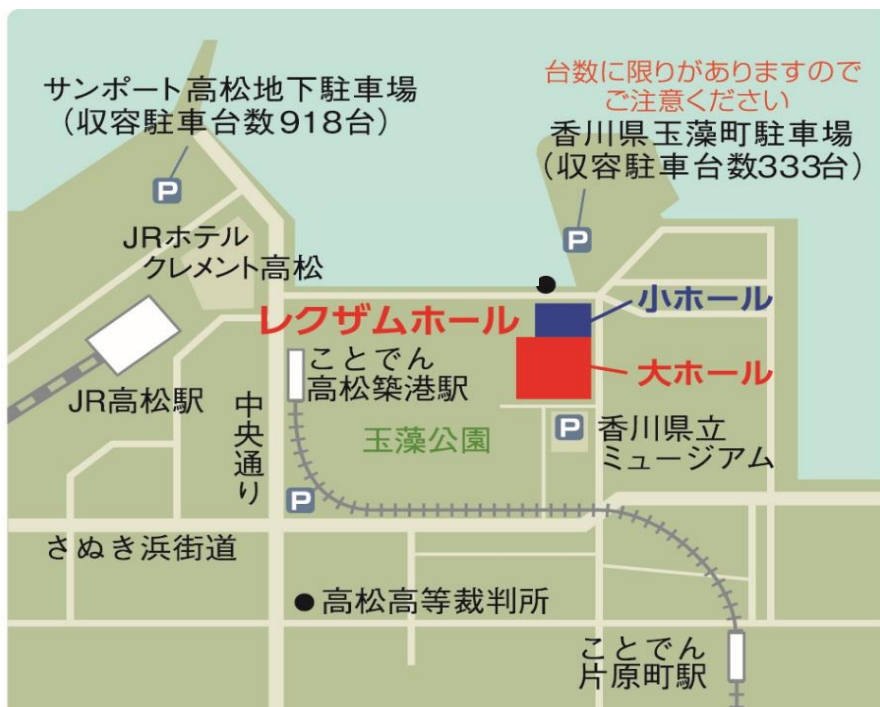 サンポート高松地下駐車場
（収容駐車台数918台）
台数に限りがありますので
ご注意ください
香川県玉藻町駐車場
（収容駐車台数333台）
P
P
JRホテル
クレメント高松
レクザムホール
小ホール
大ホール
ことでん
高松築港駅
JR高松駅
中央通り
玉藻公園
P
香川県立
ミュージアム
P
さぬき浜街道
高松高等裁判所
ことでん
片原町駅